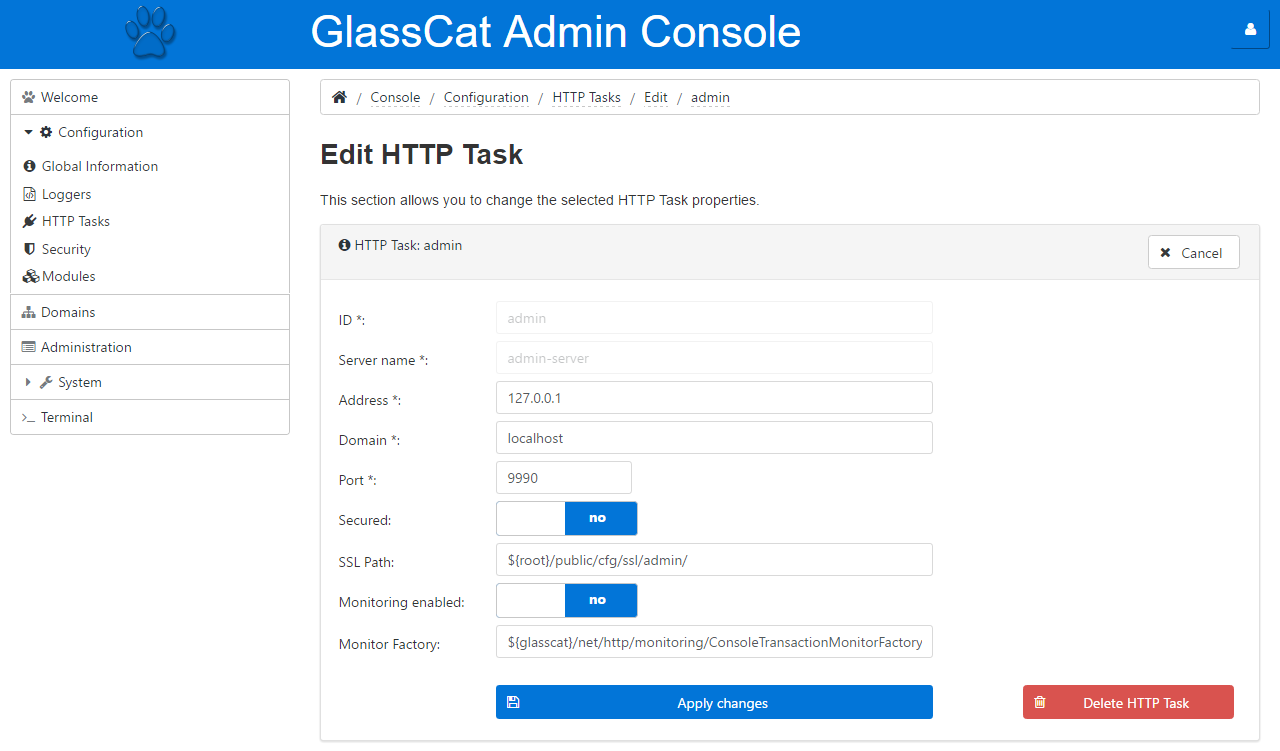 GlassCat Admin Console
Welcome
Configuration
Global Information
Loggers
HTTP Tasks
Security
Modules
Domains
Administration
System
Terminal
/ Console / Configuration / HTTP Tasks / Edit / admin
Edit HTTP Task
This section allows you to change the selected HTTP Task properties.
HTTP Task: admin
Cancel
ID *: admin
Server name *: admin-server
Address *: 127.0.0.1
Domain *: localhost
Port *: 9990
Secured: no
SSL Path: ${root}/public/cfg/ssl/admin/
Monitoring enabled: no
Monitor Factory: ${glasscat}/net/http/monitoring/ConsoleTransactionMonitorFactory
Apply changes
Delete HTTP Task